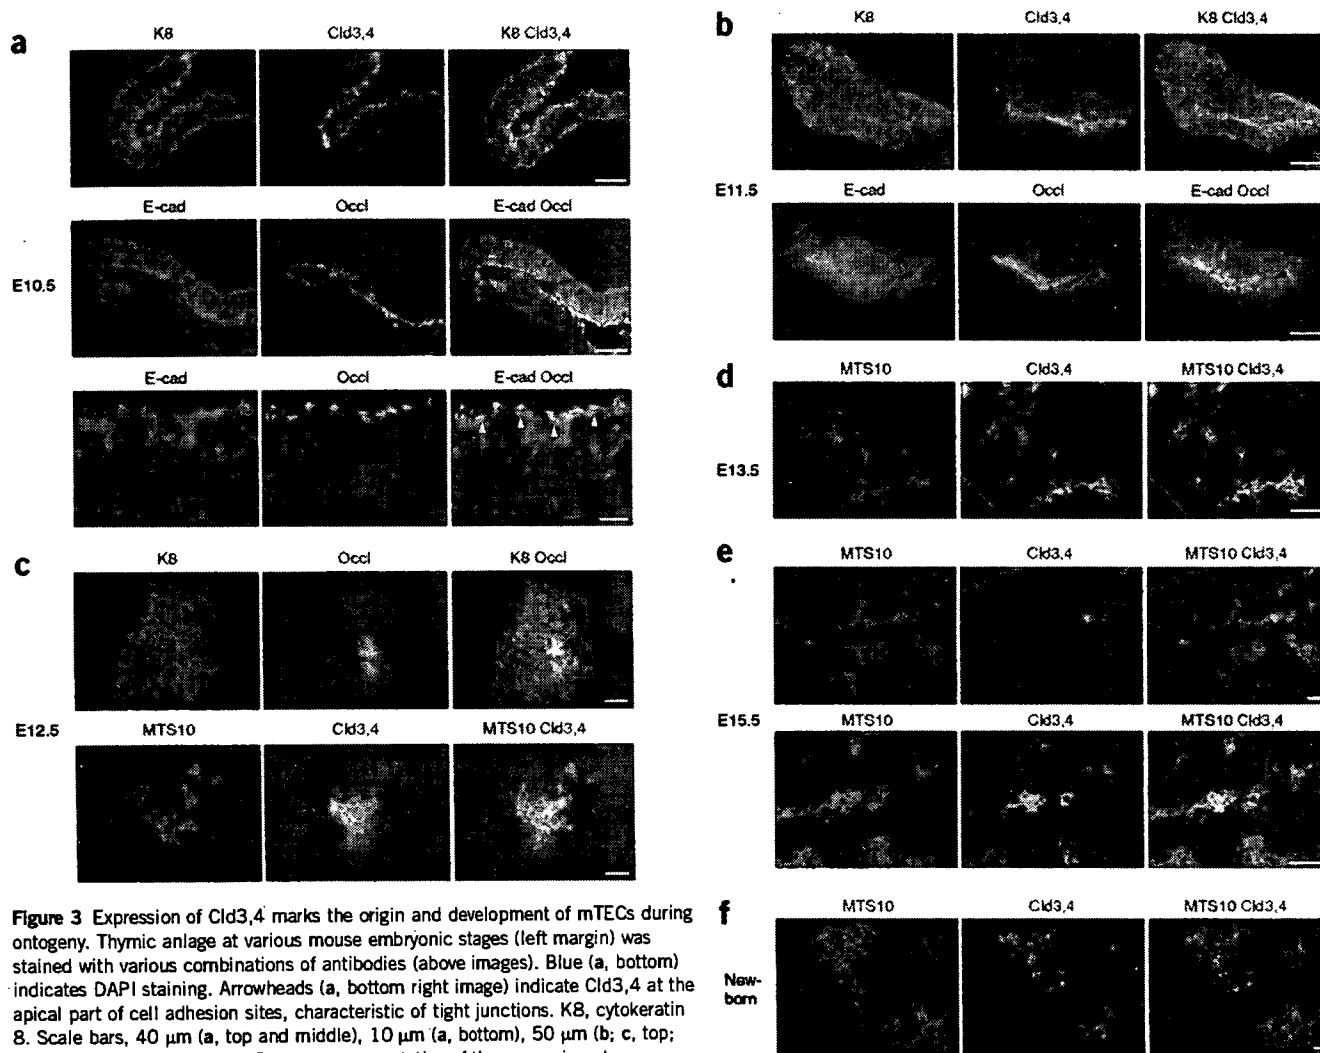 a
K8 Cld3,4 K8 Cld3,4
E-cad Occl E-cad Occl
E10.5
E-cad Occl E-cad Occl
b
K8 Cld3,4 K8 Cld3,4
E11.5
E-cad Occl E-cad Occl
c
K8 Occl K8 Occl
E12.5
MTS10 Cld3,4 MTS10 Cld3,4
d
MTS10 Cld3,4 MTS10 Cld3,4
E13.5
e
MTS10 Cld3,4 MTS10 Cld3,4
E15.5
MTS10 Cld3,4 MTS10 Cld3,4
f
MTS10 Cld3,4 MTS10 Cld3,4
New-
born
Figure 3 Expression of Cld3,4 marks the origin and development of mTECs during
ontogeny. Thymic anlage at various mouse embryonic stages (left margin) was
stained with various combinations of antibodies (above images). Blue (a, bottom)
indicates DAPI staining. Arrowheads (a, bottom right image) indicate Cld3,4 at the
apical part of cell adhesion sites, characteristic of tight junctions. K8, cytokeratin
8. Scale bars, 40 μm (a, top and middle), 10 μm (a, bottom), 50 μm (b; c, top;